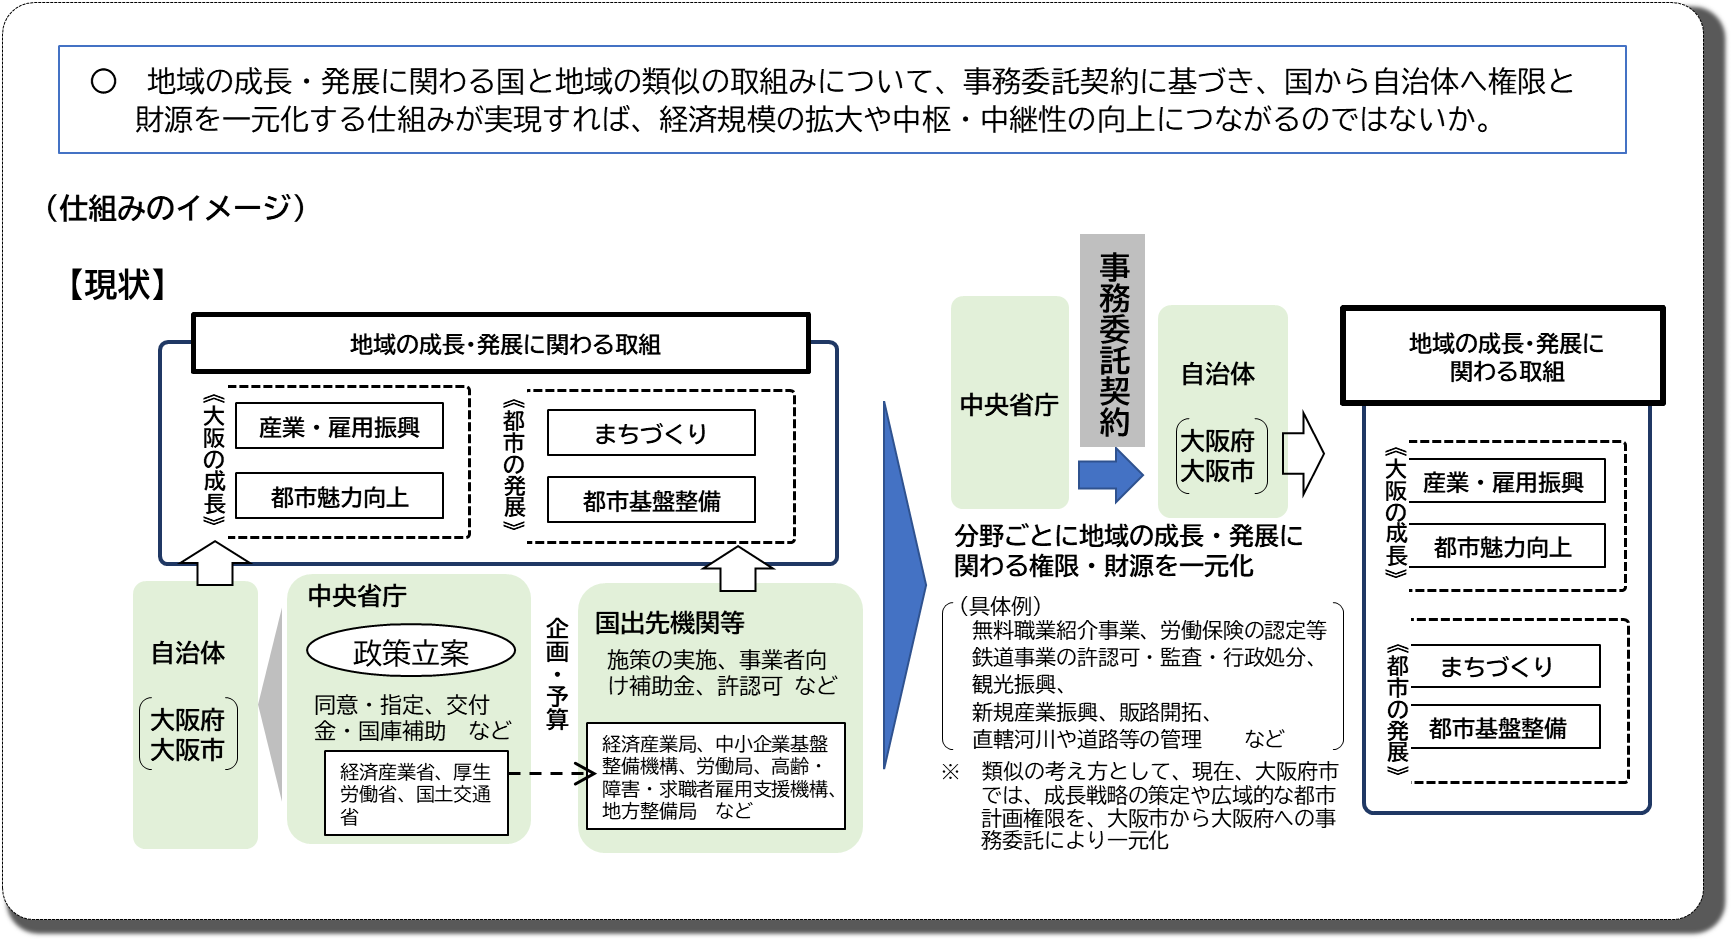 〇　地域の成長・発展に関わる国と地域の類似の取組みについて、事務委託契約に基づき、国から自治体へ権限と
財源を一元化する仕組みが実現すれば、経済規模の拡大や中枢・中継性の向上につながるのではないか。
（仕組みのイメージ）
【現状】
地域の成長・発展に関わる取組
《大阪の成長》
産業・雇用振興
都市魅力向上
《都市の発展》
まちづくり
都市基盤整備
自治体
大阪府
大阪市
中央省庁
政策立案
同意・指定、交付
金・国庫補助　など
経済産業省、厚生
労働省、国土交通
省
企画・予算
国出先機関等
施策の実施、事業者向
け補助金、許認可 など
経済産業局、中小企業基盤
整備機構、労働局、高齢・
障害・求職者雇用支援機構、
地方整備局　など
中央省庁
事務委託契約
自治体
大阪府
大阪市
分野ごとに地域の成長・発展に
関わる権限・財源を一元化
（具体例）
無料職業紹介事業、労働保険の認定等
鉄道事業の許認可・監査・行政処分、
観光振興、
新規産業振興、販路開拓、
直轄河川や道路等の管理　　など
※　類似の考え方として、現在、大阪府市
では、成長戦略の策定や広域的な都市
計画権限を、大阪市から大阪府への事
務委託により一元化
地域の成長・発展に
関わる取組
《大阪の成長》
産業・雇用振興
都市魅力向上
《都市の発展》
まちづくり
都市基盤整備